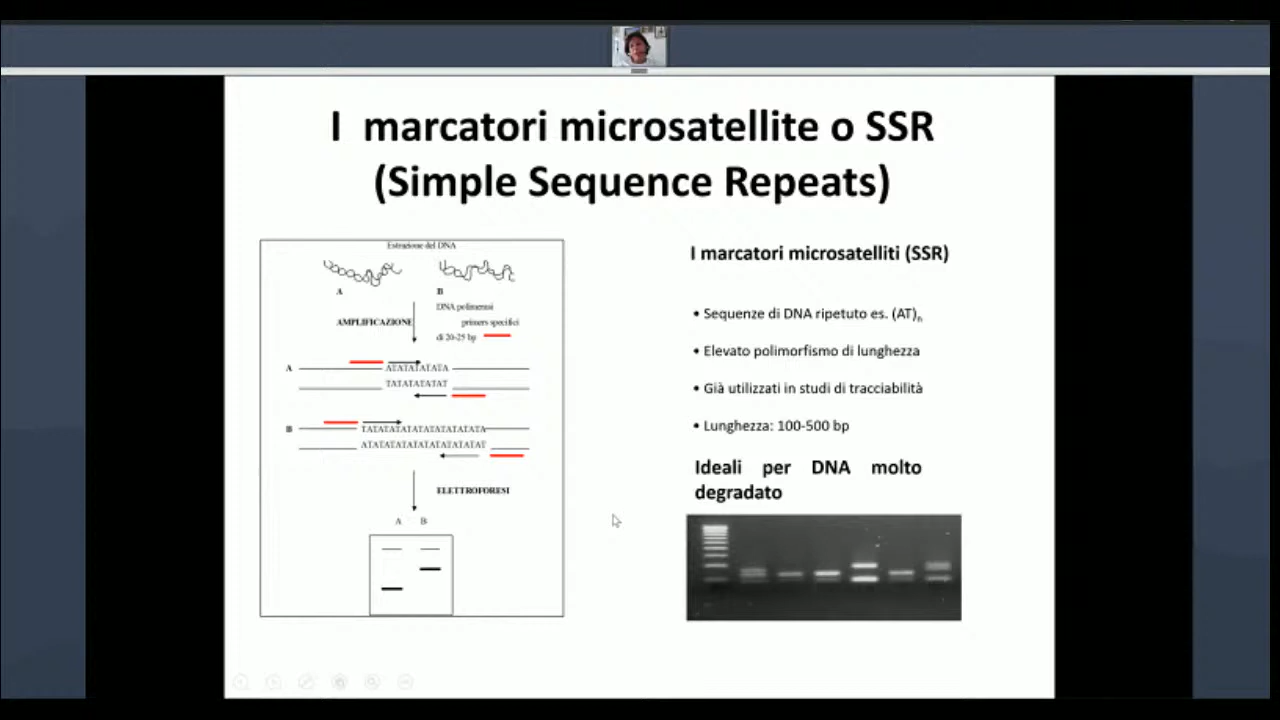 I marcatori microsatellite o SSR
(Simple Sequence Repeats)
Estrazione del DNA
A
B
DNA polimerasi
AMPLIFICAZIONE
primers specifici
di 20-25 bp
A
ATATATATATA
TATATATATAT
B
TATATATATATATATATATATA
ATATATATATATATATATATAT
ELETTROFORESI
A B
I marcatori microsatelliti (SSR)
• Sequenze di DNA ripetuto es. (AT)n
• Elevato polimorfismo di lunghezza
• Già utilizzati in studi di tracciabilità
• Lunghezza: 100-500 bp
Ideali per DNA molto
degradato